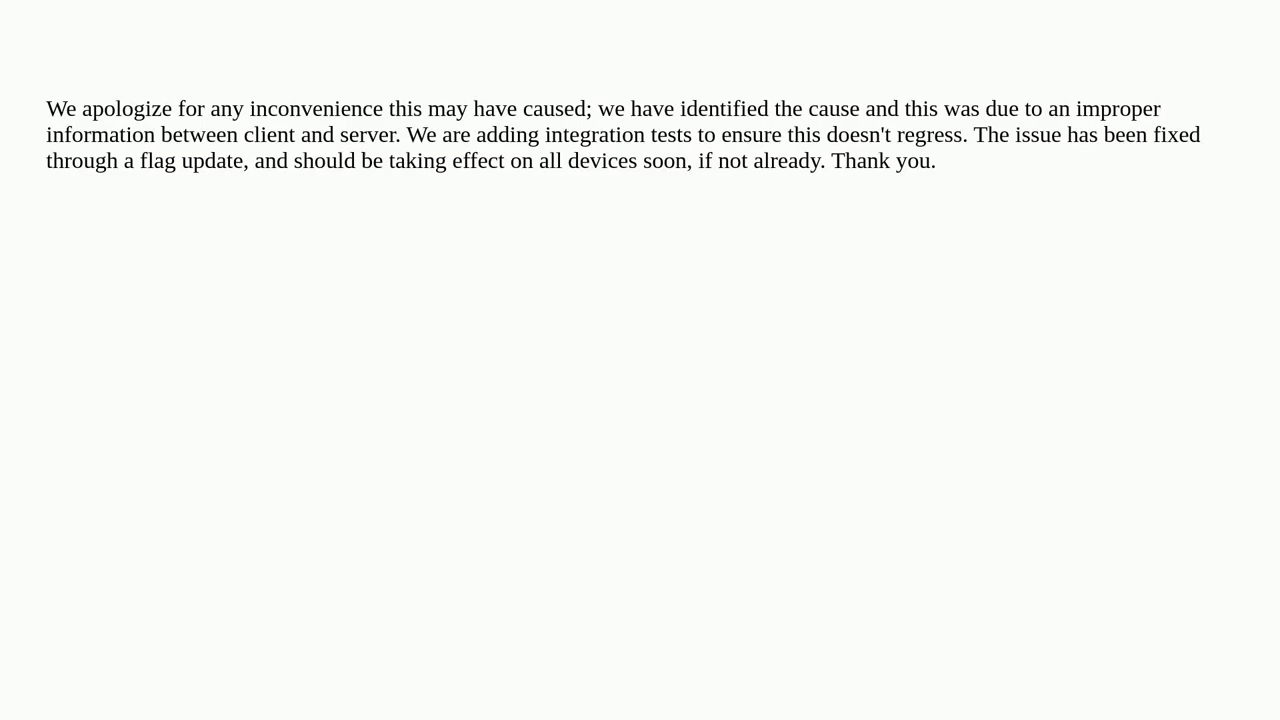 We apologize for any inconvenience this may have caused; we have identified the cause and this was due to an improper
information between client and server. We are adding integration tests to ensure this doesn't regress. The issue has been fixed
through a flag update, and should be taking effect on all devices soon, if not already. Thank you.